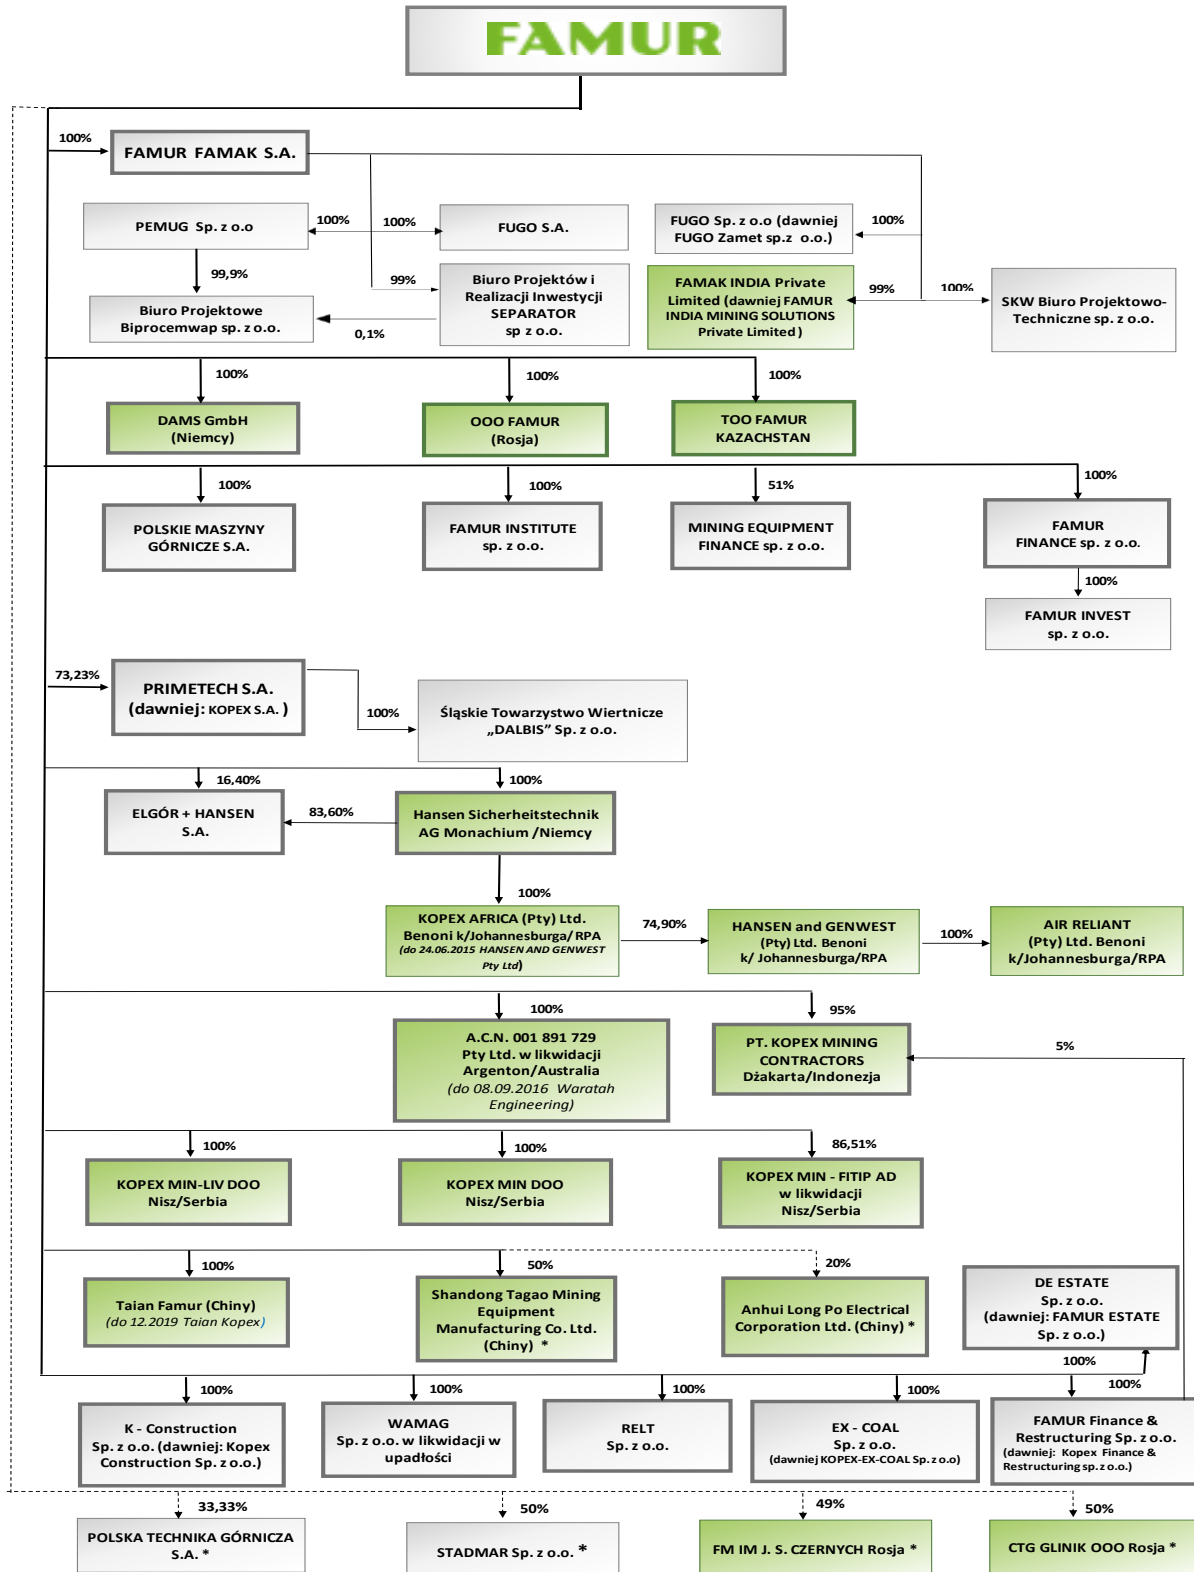 FAMUR
100%
FAMUR FAMAK S.A.
PEMUG Sp. z o.o
100%
100%
FUGO S.A.
FUGO Sp. z o.o (dawniej
FUGO Zamet sp.z o.o.)
100%
99,9%
99%
Biuro Projektowe
Biprocemwap sp. z o.o.
0,1%
Biuro Projektów i
Realizacji Inwestycji
SEPARATOR
sp z o.o.
FAMAK INDIA Private
Limited (dawniej FAMUR
INDIA MINING SOLUTIONS
Private Limited )
99%
100%
SKW Biuro Projektowo-
Techniczne sp. z o.o.
100%
100%
100%
DAMS GmbH
(Niemcy)
OOO FAMUR
(Rosja)
TOO FAMUR
KAZACHSTAN
100%
100%
51%
100%
POLSKIE MASZYNY
GÓRNICZE S.A.
FAMUR INSTITUTE
sp. z o.o.
MINING EQUIPMENT
FINANCE sp. z o.o.
FAMUR
FINANCE sp. z o.o.
100%
FAMUR INVEST
sp. z o.o.
73,23%
PRIMETECH S.A.
(dawniej: KOPEX S.A. )
100%
Śląskie Towarzystwo Wiertnicze
„DALBIS” Sp. z o.o.
16,40%
100%
ELGÓR + HANSEN
S.A.
83,60%
Hansen Sicherheitstechnik
AG Monachium /Niemcy
100%
KOPEX AFRICA (Pty) Ltd.
Benoni k/Johannesburga/ RPA
(do 24.06.2015 HANSEN AND GENWEST
Pty Ltd)
74,90%
HANSEN and GENWEST
(Pty) Ltd. Benoni
k/ Johannesburga/RPA
100%
AIR RELIANT
(Pty) Ltd. Benoni
k/Johannesburga/RPA
100%
95%
A.C.N. 001 891 729
Pty Ltd. w likwidacji
Argenton/Australia
(do 08.09.2016 Waratah
Engineering)
PT. KOPEX MINING
CONTRACTORS
Dżakarta/Indonezja
5%
100%
100%
86,51%
KOPEX MIN-LIV DOO
Nisz/Serbia
KOPEX MIN DOO
Nisz/Serbia
KOPEX MIN - FITIP AD
w likwidacji
Nisz/Serbia
100%
50%
20%
Taian Famur (Chiny)
(do 12.2019 Taian Kopex)
Shandong Tagao Mining
Equipment
Manufacturing Co. Ltd.
(Chiny) *
Anhui Long Po Electrical
Corporation Ltd. (Chiny) *
DE ESTATE
Sp. z o.o.
(dawniej: FAMUR ESTATE
Sp. z o.o.)
100%
100%
100%
100%
100%
100%
K - Construction
Sp. z o.o. (dawniej: Kopex
Construction Sp. z o.o.)
WAMAG
Sp. z o.o. w likwidacji w
upadłości
RELT
Sp. z o.o.
EX - COAL
Sp. z o.o.
(dawniej KOPEX-EX-COAL Sp. z o.o)
FAMUR Finance &
Restructuring Sp. z o.o.
(dawniej: Kopex Finance &
Restructuring sp. z o.o.)
33,33%
50%
49%
50%
POLSKA TECHNIKA GÓRNICZA
S.A. *
STADMAR Sp. z o.o. *
FM IM J. S. CZERNYCH Rosja *
CTG GLINIK OOO Rosja *